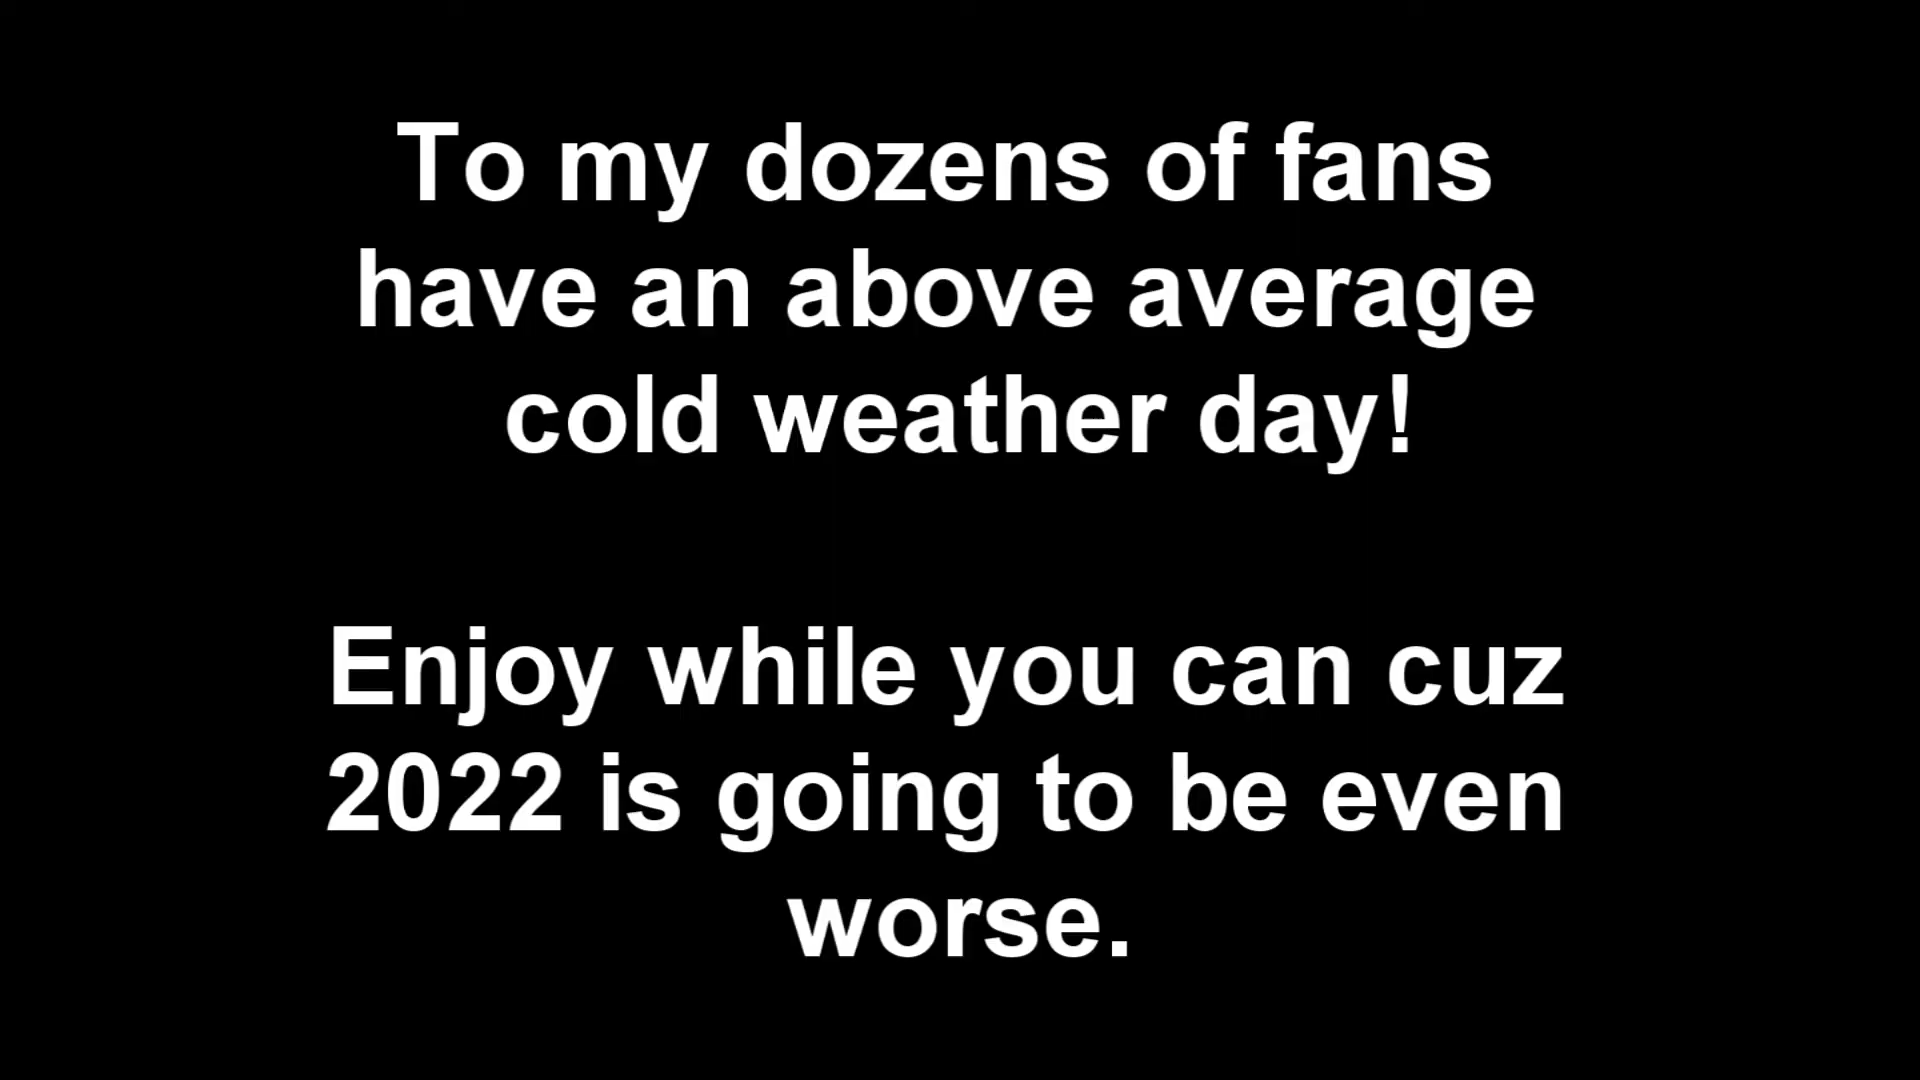 To my dozens of fans
have an above average
cold weather day!
Enjoy while you can cuz
2022 is going to be even
worse.